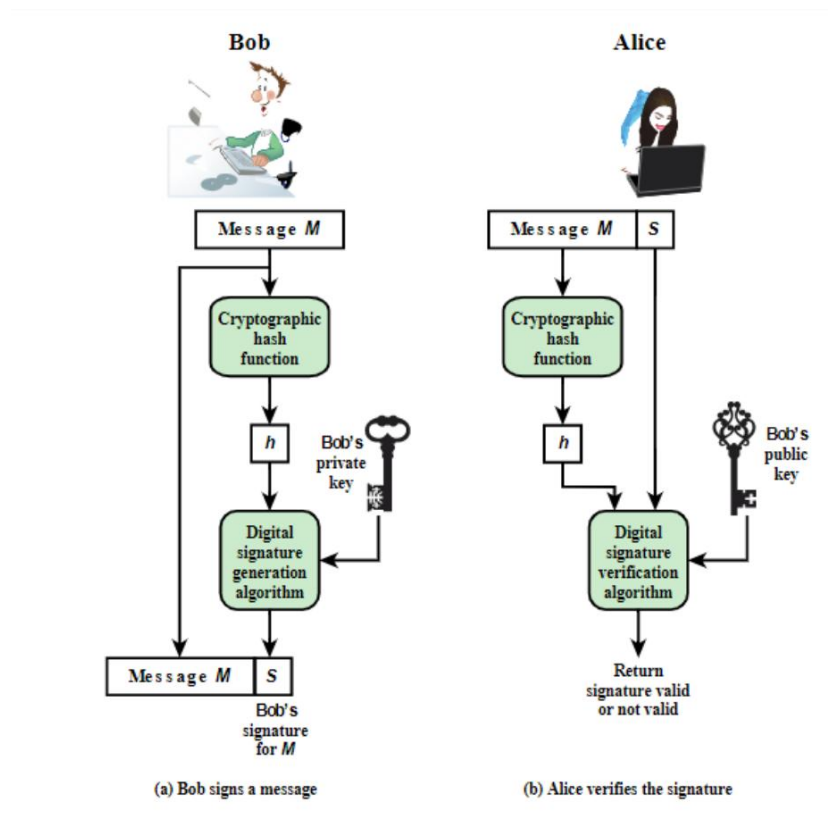 Bob
Message M
Cryptographic
hash
function
h
Bob's
private
key
Digital
signature
generation
algorithm
Message M S
Bob's
signature
for M
(a) Bob signs a message
Alice
Message M S
Cryptographic
hash
function
h
Bob's
public
key
Digital
signature
verification
algorithm
Return
signature valid
or not valid
(b) Alice verifies the signature